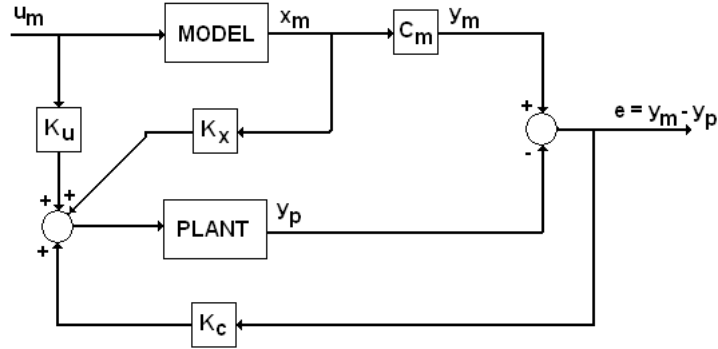 u_m
MODEL
x_m
C_m
y_m
+
e = y_m - y_p
K_u
K_x
-
+
+
PLANT
y_p
+
K_c